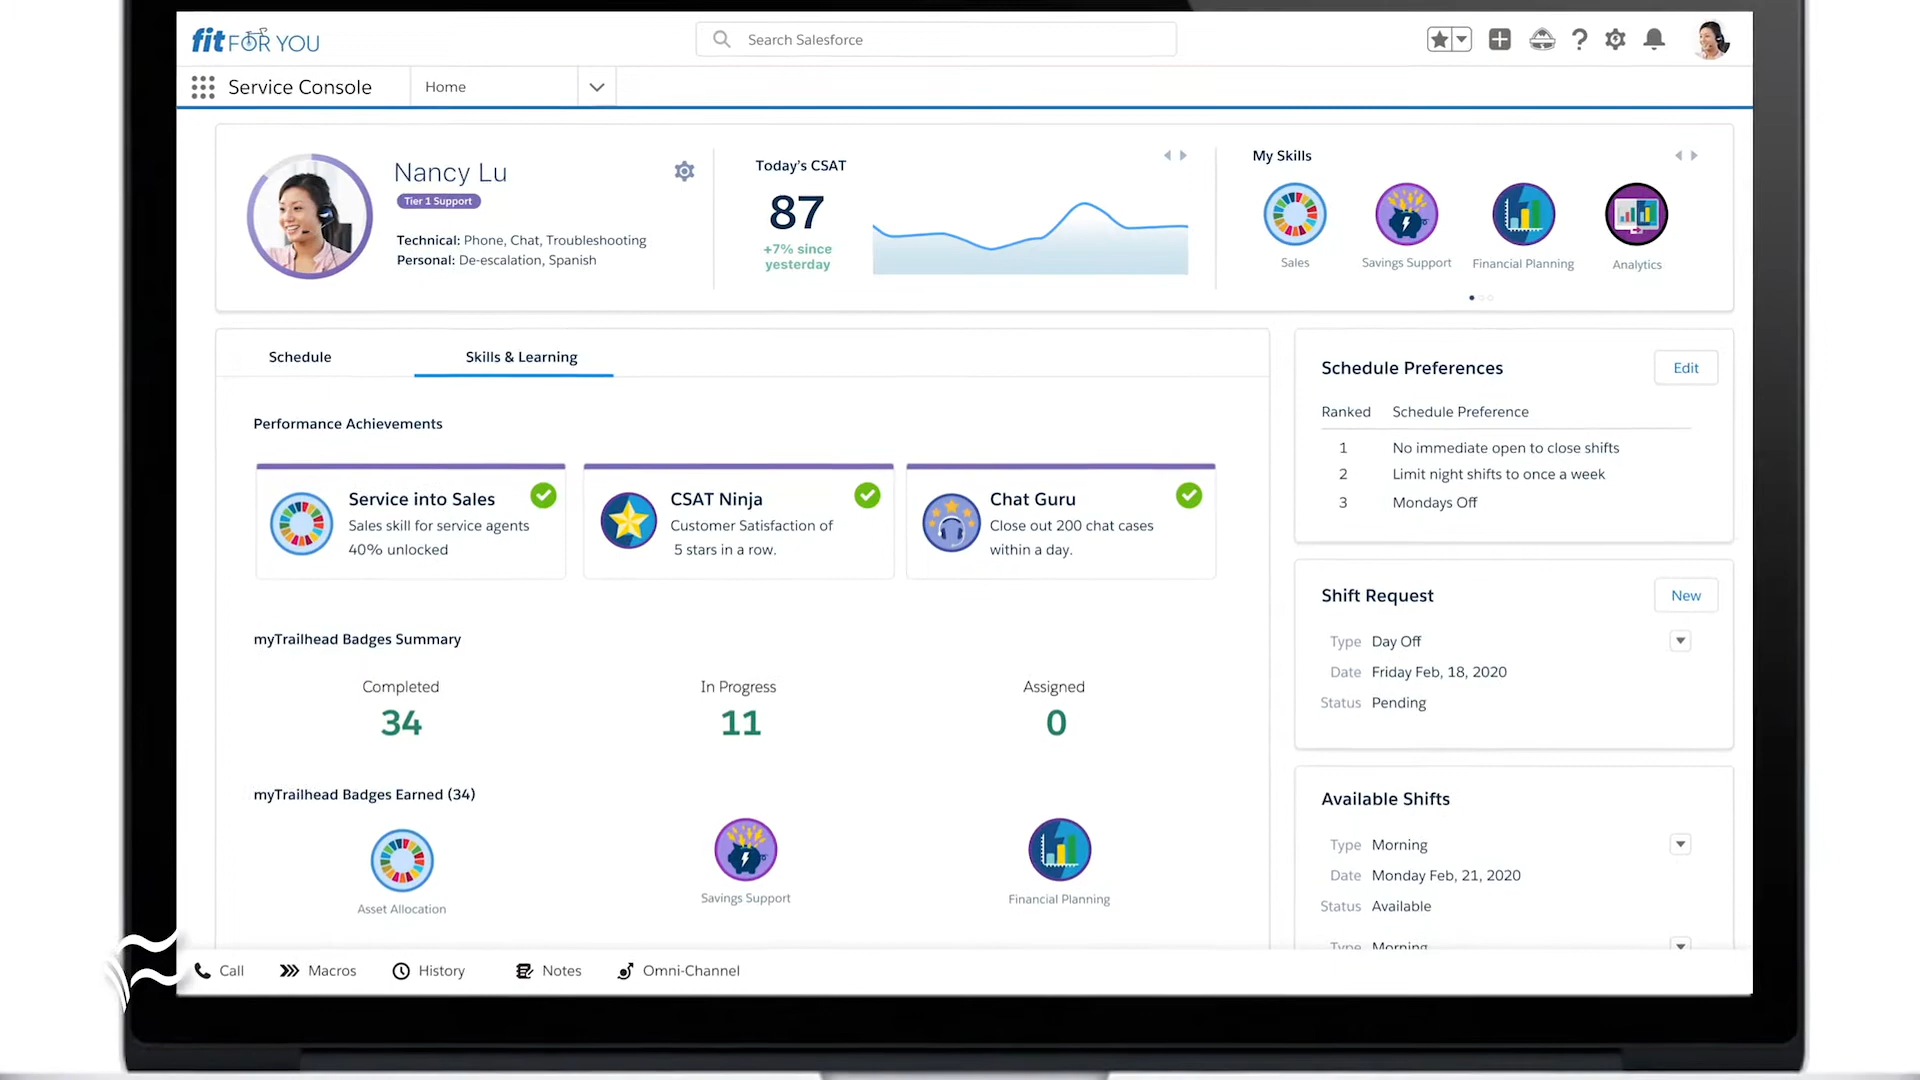 fit FOR YOU
Search Salesforce
Service Console
Home
Nancy Lu
Tier 1 Support
Technical: Phone, Chat, Troubleshooting
Personal: De-escalation, Spanish
Today's CSAT
87
+7% since
yesterday
My Skills
Sales
Savings Support
Financial Planning
Analytics
Schedule
Skills & Learning
Performance Achievements
Service into Sales
Sales skill for service agents
40% unlocked
CSAT Ninja
Customer Satisfaction of
5 stars in a row.
Chat Guru
Close out 200 chat cases
within a day.
myTrailhead Badges Summary
Completed
34
In Progress
11
Assigned
0
myTrailhead Badges Earned (34)
Asset Allocation
Savings Support
Financial Planning
Schedule Preferences
Edit
Ranked Schedule Preference
1 No immediate open to close shifts
2 Limit night shifts to once a week
3 Mondays Off
Shift Request
New
Type Day Off
Date Friday Feb, 18, 2020
Status Pending
Available Shifts
Type Morning
Date Monday Feb, 21, 2020
Status Available
Type Morning
Call
Macros
History
Notes
Omni-Channel